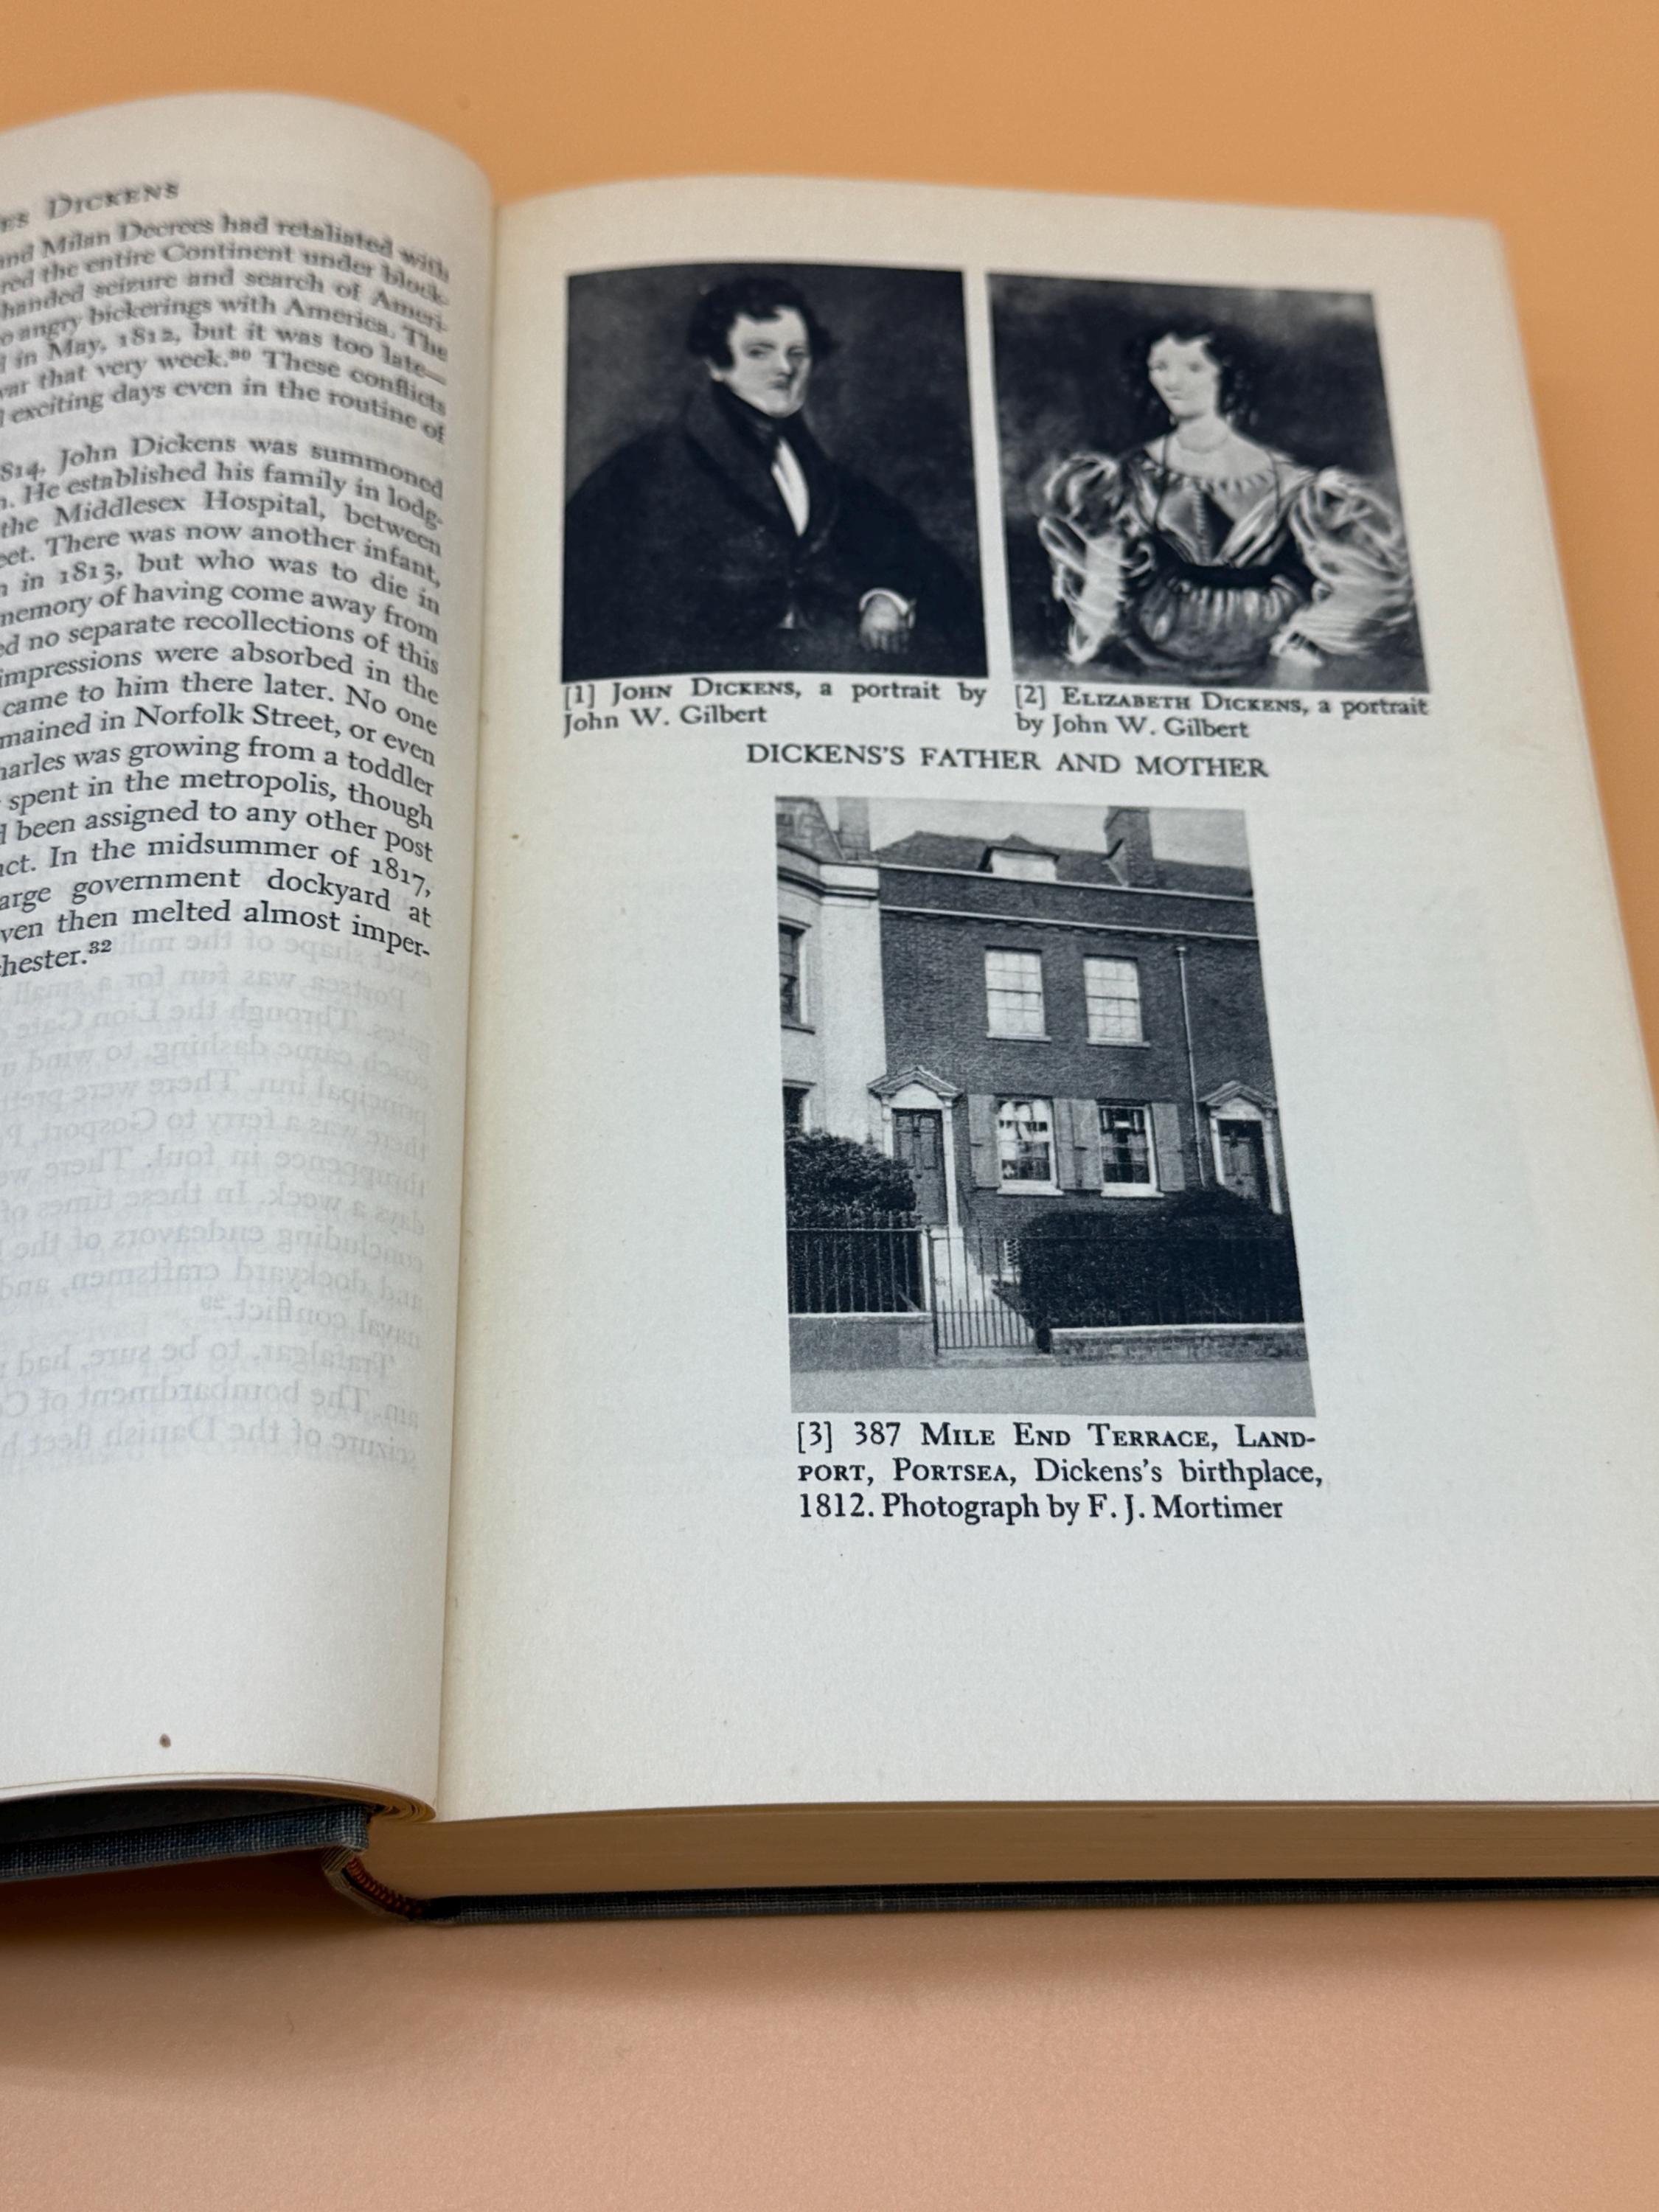 ES DICKENS
and Milan Decrees had retaliated with
red the entire Continent under block-
handed seizure and search of Ameri-
o angry bickerings with America. The
d in May, 1812, but it was too late—
war that very week.³⁰ These conflicts
d exciting days even in the routine of
814, John Dickens was summoned
n. He established his family in lodg-
the Middlesex Hospital, between
eet. There was now another infant,
n in 1813, but who was to die in
memory of having come away from
ed no separate recollections of this
impressions were absorbed in the
came to him there later. No one
mained in Norfolk Street, or even
harles was growing from a toddler
spent in the metropolis, though
d been assigned to any other post
act. In the midsummer of 1817,
arge government dockyard at
ven then melted almost imper-
hester.³²
[1] JOHN DICKENS, a portrait by
John W. Gilbert
[2] ELIZABETH DICKENS, a portrait
by John W. Gilbert
DICKENS'S FATHER AND MOTHER
[3] 387 MILE END TERRACE, LAND-
PORT, PORTSEA, Dickens's birthplace,
1812. Photograph by F. J. Mortimer